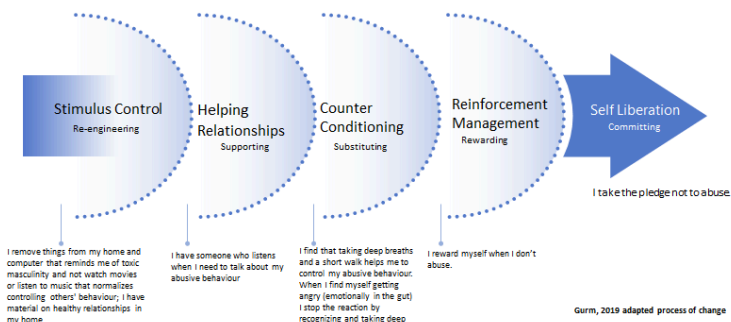 Stimulus Control
Re-engineering
Helping
Relationships
Supporting
Counter
Conditioning
Substituting
Reinforcement
Management
Rewarding
Self Liberation
Committing
I remove things from my home and
computer that reminds me of toxic
masculinity and not watch movies
or listen to music that normalizes
controlling others' behaviour; I have
material on healthy relationships in
my home
I have someone who listens
when I need to talk about my
abusive behaviour
I find that taking deep breaths
and a short walk helps me to
control my abusive behaviour.
When I find myself getting
angry (emotionally in the gut)
I stop the reaction by
recognizing and taking deep
I reward myself when I don't
abuse.
I take the pledge not to abuse.
Gurm, 2019 adapted process of change